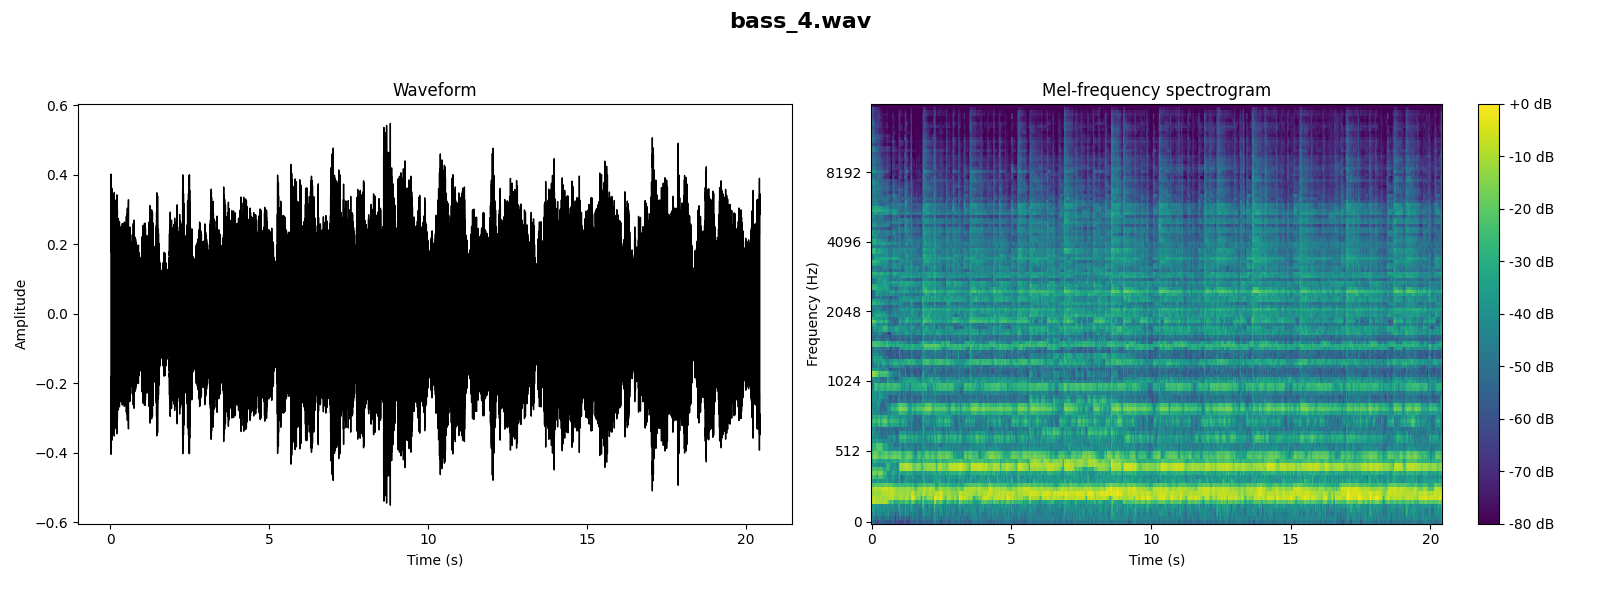 bass_4.wav
Waveform
0.6
0.4
0.2
0.0
−0.2
−0.4
−0.6
Amplitude
0
5
10
15
20
Time (s)
Mel-frequency spectrogram
8192
4096
2048
1024
512
0
Frequency (Hz)
0
5
10
15
20
Time (s)
+0 dB
-10 dB
-20 dB
-30 dB
-40 dB
-50 dB
-60 dB
-70 dB
-80 dB